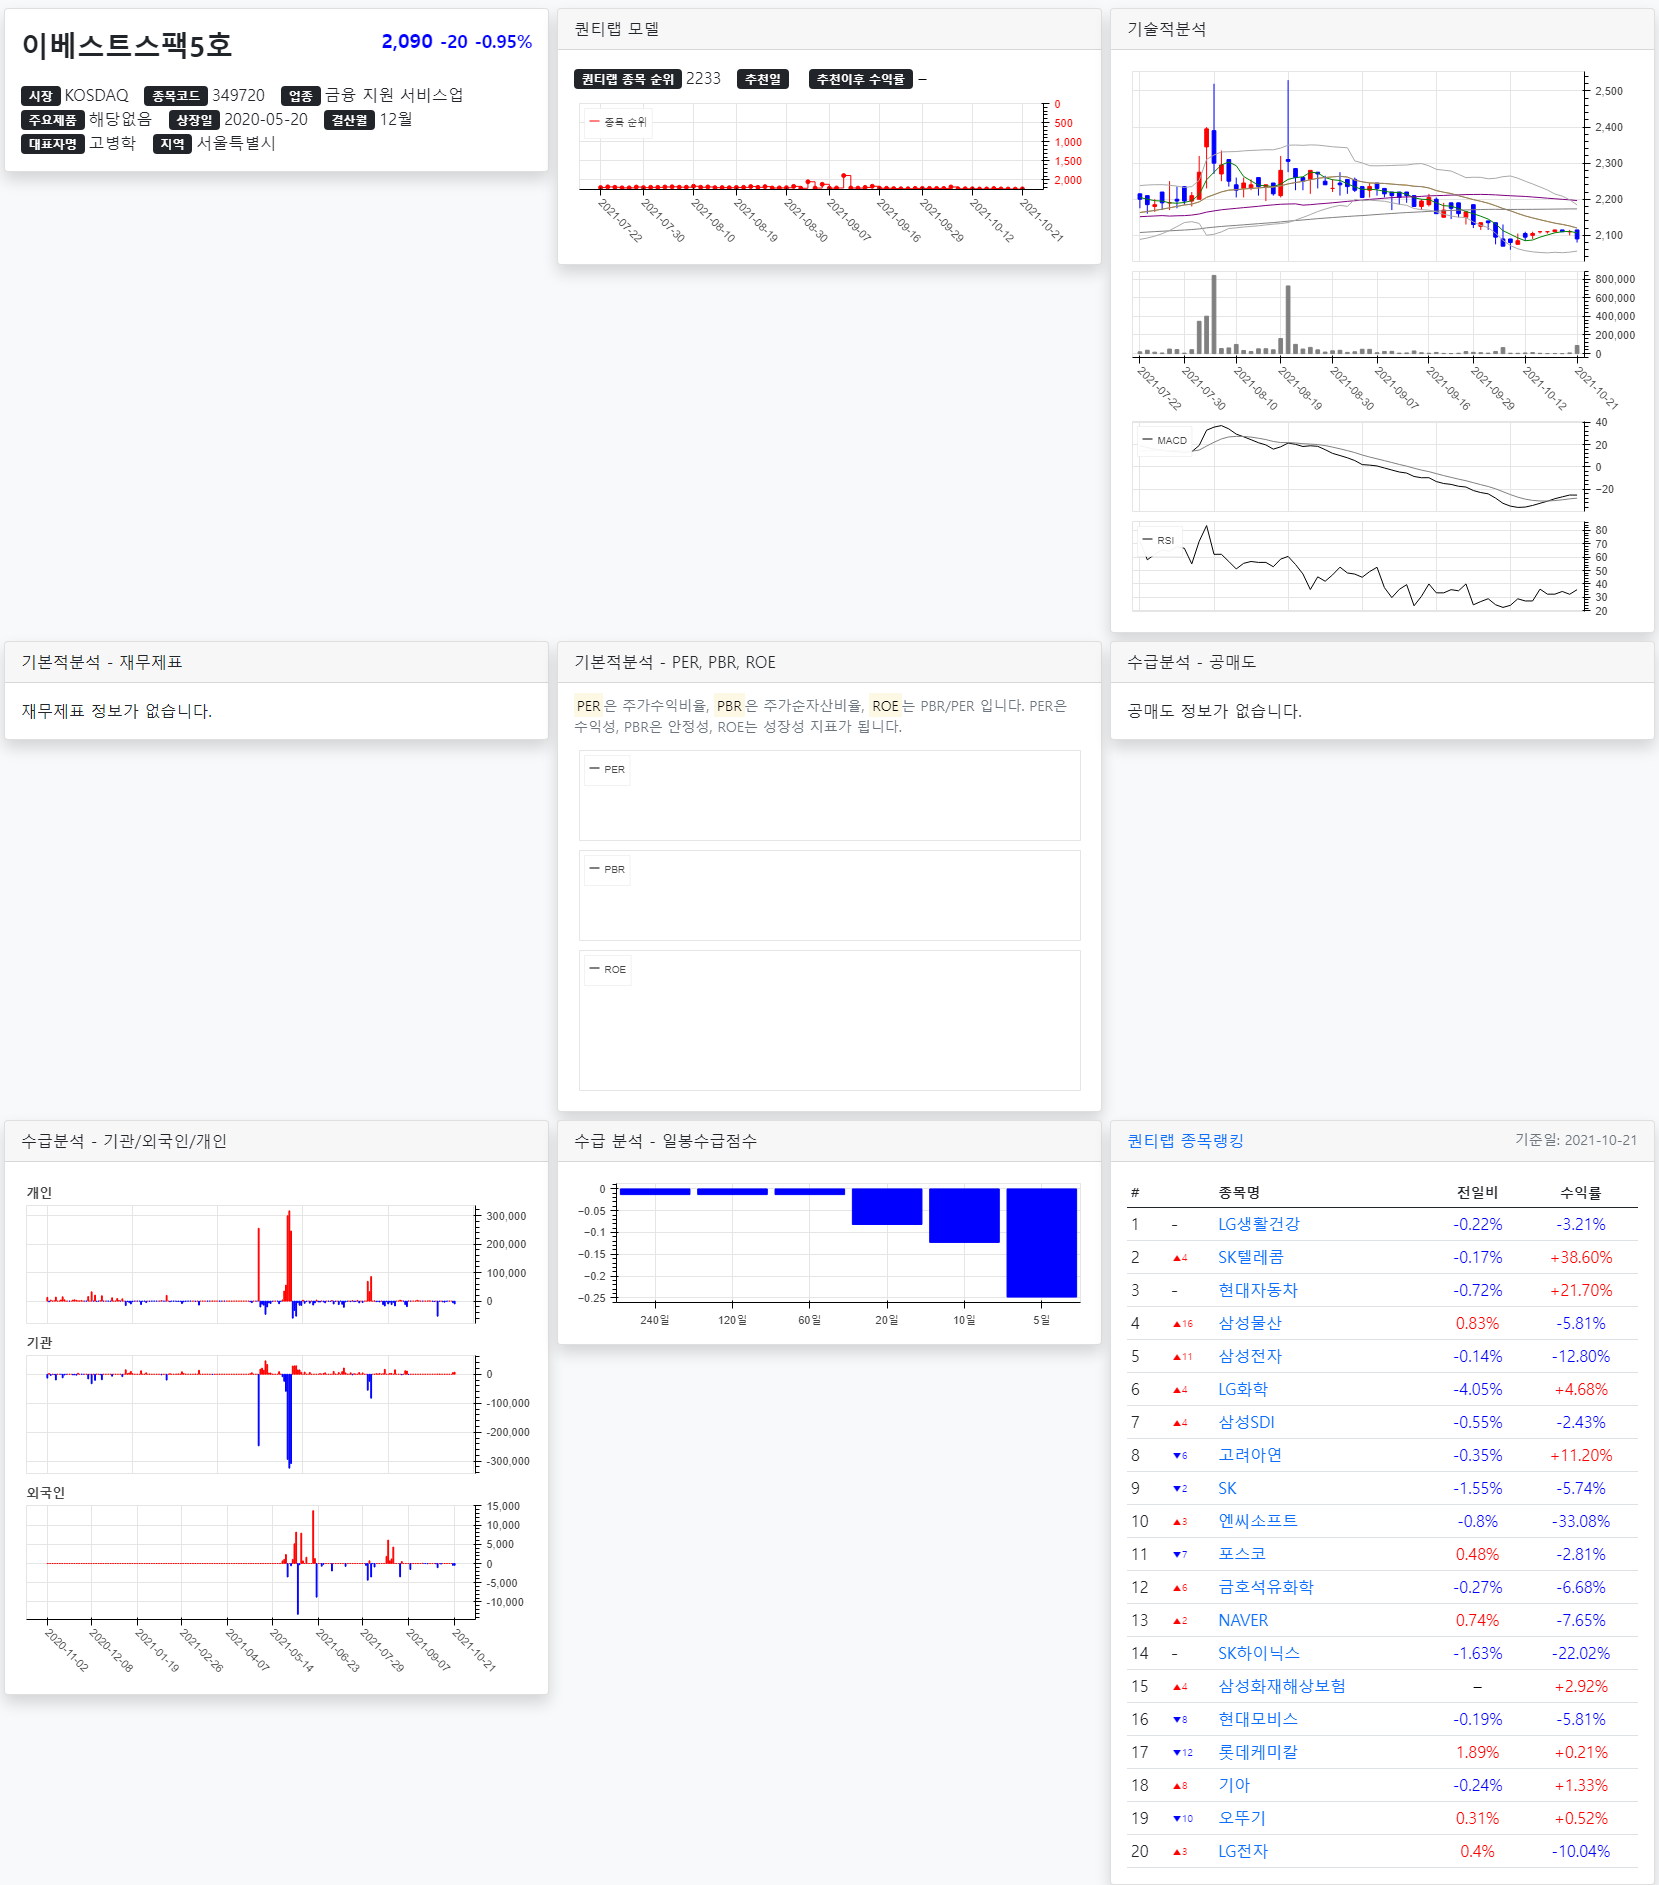 이베스트스팩5호
2,090 -20 -0.95%
시장 KOSDAQ 종목코드 349720 업종 금융 지원 서비스업
주요제품 해당없음 상장일 2020-05-20 결산월 12월
대표자명 고병학 지역 서울특별시
퀀티랩 모델
퀀티랩 종목 순위 2233 추천일 추천이후 수익률 –
종목 순위
0
500
1,000
1,500
2,000
2021-07-22
2021-07-30
2021-08-10
2021-08-19
2021-08-30
2021-09-07
2021-09-16
2021-09-29
2021-10-12
2021-10-21
기술적분석
2,500
2,400
2,300
2,200
2,100
800,000
600,000
400,000
200,000
0
2021-07-22
2021-07-30
2021-08-10
2021-08-19
2021-08-30
2021-09-07
2021-09-16
2021-09-29
2021-10-12
2021-10-21
MACD
40
20
0
−20
RSI
80
70
60
50
40
30
20
기본적분석 - 재무제표
재무제표 정보가 없습니다.
기본적분석 - PER, PBR, ROE
PER은 주가수익비율, PBR은 주가순자산비율, ROE는 PBR/PER 입니다. PER은
수익성, PBR은 안정성, ROE는 성장성 지표가 됩니다.
PER
PBR
ROE
수급분석 - 공매도
공매도 정보가 없습니다.
수급분석 - 기관/외국인/개인
개인
300,000
200,000
100,000
0
기관
0
-100,000
-200,000
-300,000
외국인
15,000
10,000
5,000
0
-5,000
-10,000
2020-11-02
2020-12-08
2021-01-19
2021-02-26
2021-04-07
2021-05-14
2021-06-23
2021-07-29
2021-09-07
2021-10-21
수급 분석 - 일봉수급점수
0
−0.05
−0.1
−0.15
−0.2
−0.25
240일
120일
60일
20일
10일
5일
퀀티랩 종목랭킹 기준일: 2021-10-21
# 종목명 전일비 수익률
1 - LG생활건강 -0.22% -3.21%
2 ▲4 SK텔레콤 -0.17% +38.60%
3 - 현대자동차 -0.72% +21.70%
4 ▲16 삼성물산 0.83% -5.81%
5 ▲11 삼성전자 -0.14% -12.80%
6 ▲4 LG화학 -4.05% +4.68%
7 ▲4 삼성SDI -0.55% -2.43%
8 ▼6 고려아연 -0.35% +11.20%
9 ▼2 SK -1.55% -5.74%
10 ▲3 엔씨소프트 -0.8% -33.08%
11 ▼7 포스코 0.48% -2.81%
12 ▲6 금호석유화학 -0.27% -6.68%
13 ▲2 NAVER 0.74% -7.65%
14 - SK하이닉스 -1.63% -22.02%
15 ▲4 삼성화재해상보험 – +2.92%
16 ▼8 현대모비스 -0.19% -5.81%
17 ▼12 롯데케미칼 1.89% +0.21%
18 ▲8 기아 -0.24% +1.33%
19 ▼10 오뚜기 0.31% +0.52%
20 ▲3 LG전자 0.4% -10.04%